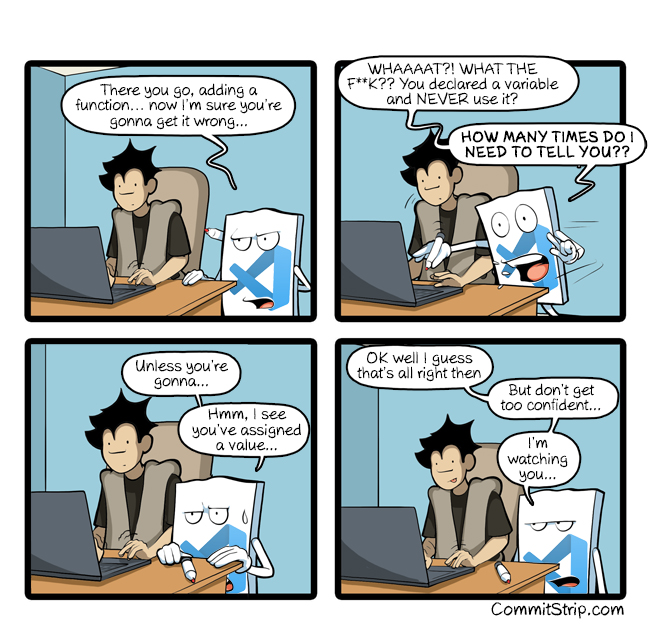 There you go, adding a
function... now I'm sure you're
gonna get it wrong...
WHAAAAT?! WHAT THE
F**K?? You declared a variable
and NEVER use it?
HOW MANY TIMES DO I
NEED TO TELL YOU??
Unless you're
gonna...
Hmm, I see
you've assigned
a value...
OK well I guess
that's all right then
But don't get
too confident...
I'm
watching
you...
CommitStrip.com